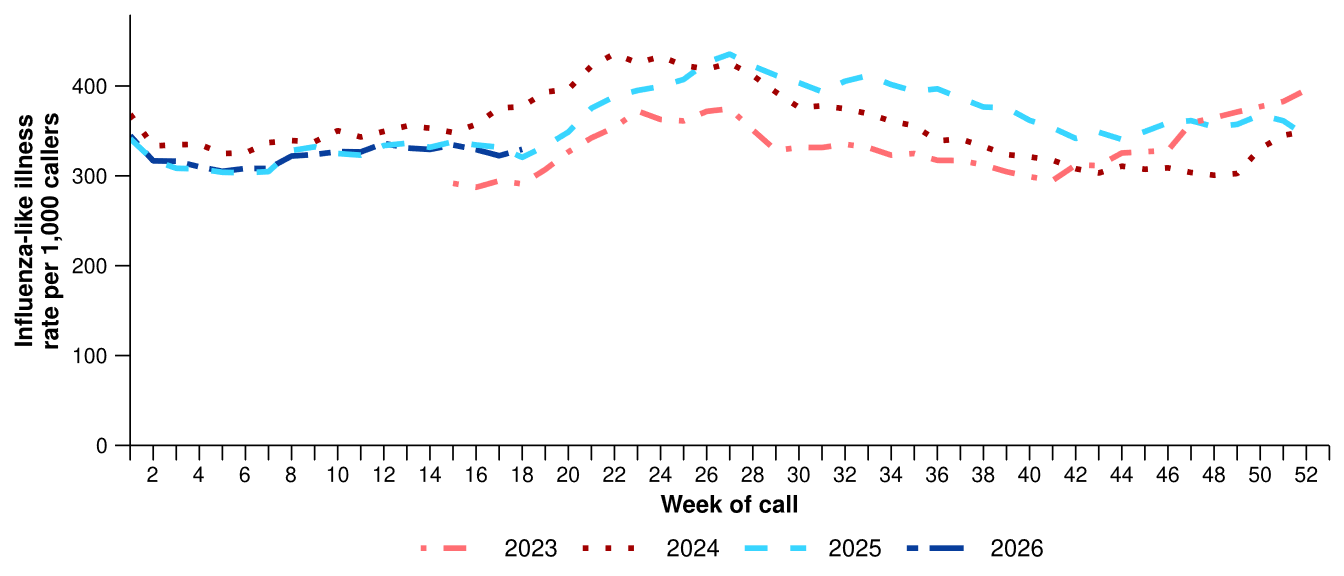 Influenza-like illness
rate per 1,000 callers
400
300
200
100
0
2 4 6 8 10 12 14 16 18 20 22 24 26 28 30 32 34 36 38 40 42 44 46 48 50 52
Week of call
2023 2024 2025 2026